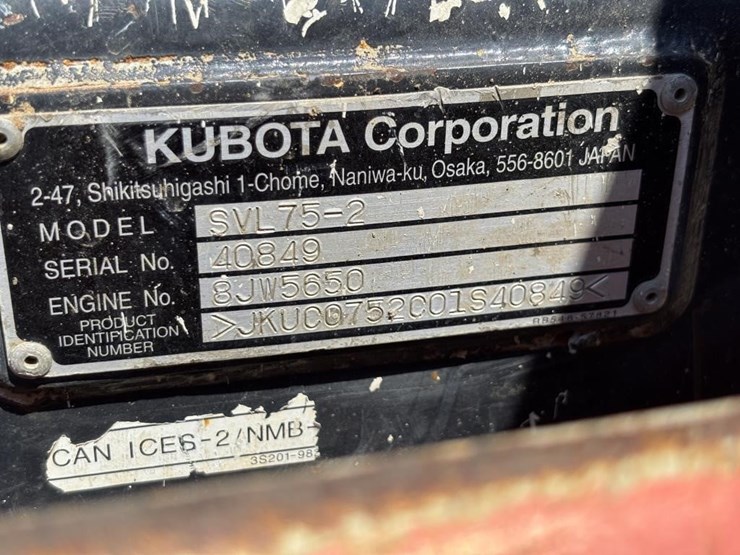 KUBOTA Corporation
2-47, Shikitsuhigashi 1-Chome, Naniwa-ku, Osaka, 556-8601 JAPAN
MODEL SVL75-2
SERIAL No. 40849
ENGINE No. 8JW5650
PRODUCT IDENTIFICATION NUMBER >JKUC0752C01S40849<
CAN ICES-2/NMB-
3S201-98